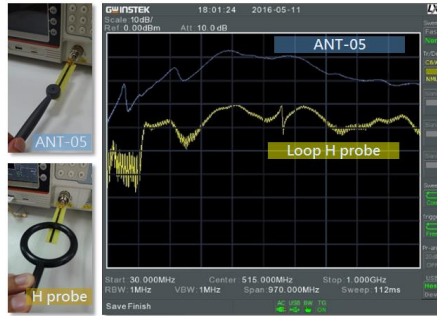 GWINSTEK 18:01:24 2016-05-11
Scale 10dB/
Ref: 0.00dBm Att: 10.0 dB
ANT-05
Loop H probe
ANT-05
H probe
Start 30.000MHz Center 515.000MHz Stop 1.000GHz
RBW: 1MHz VBW: 1MHz Span 970.000MHz Sweep 112ms
AC USB BW TG
ON
Save Finish